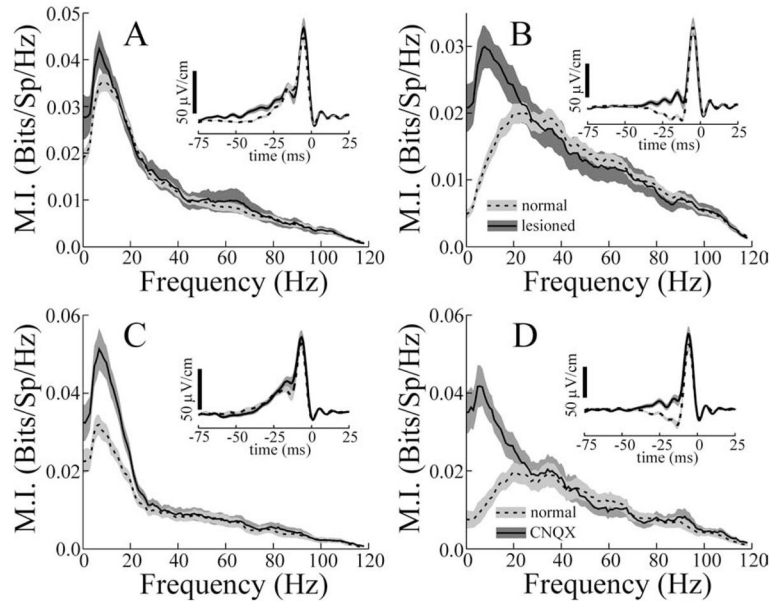 A
M.I. (Bits/Sp/Hz)
0.05
0.04
0.03
0.02
0.01
0.0
0 20 40 60 80 100 120
Frequency (Hz)
50 µ V/cm
-75 -50 -25 0 25
time (ms)
B
M.I. (Bits/Sp/Hz)
0.03
0.02
0.01
0.0
0 20 40 60 80 100 120
Frequency (Hz)
50 µ V/cm
-75 -50 -25 0 25
time (ms)
normal
lesioned
C
M.I. (Bits/Sp/Hz)
0.06
0.04
0.02
0.0
0 20 40 60 80 100 120
Frequency (Hz)
50 µ V/cm
-75 -50 -25 0 25
time (ms)
D
M.I. (Bits/Sp/Hz)
0.06
0.04
0.02
0.0
0 20 40 60 80 100 120
Frequency (Hz)
50 µ V/cm
-75 -50 -25 0 25
time (ms)
normal
CNQX